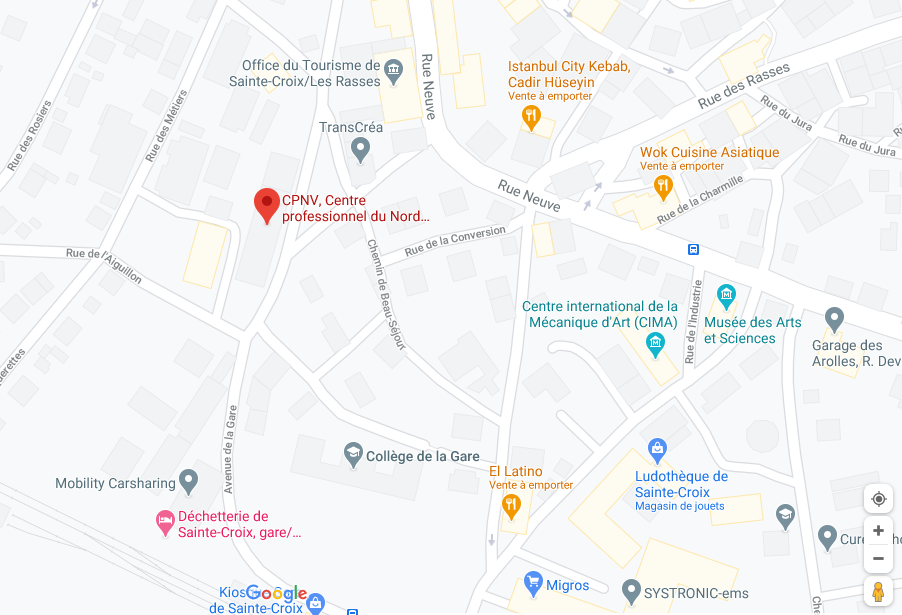 Office du Tourisme de
Sainte-Croix/Les Rasses
Rue Neuve
Istanbul City Kebab,
Cadir Hüseyin
Vente à emporter
Rue des Rasses
Rue du Jura
Rue du Jura
Rue des Rosiers
Rue des Métiers
TransCréa
Wok Cuisine Asiatique
Vente à emporter
Rue de la Charmille
CPNV, Centre
professionnel du Nord...
Rue Neuve
Rue de la Conversion
Chemin de Beau-Séjour
Rue de l'Aiguillon
Rue de l'Industrie
Centre international de la
Mécanique d'Art (CIMA)
Musée des Arts
et Sciences
Garage des
Arolles, R. Dev
Avenue de la Gare
Collège de la Gare
Mobility Carsharing
Déchetterie de
Sainte-Croix, gare/...
El Latino
Vente à emporter
Ludothèque de
Sainte-Croix
Magasin de jouets
Migros
SYSTRONIC-ems
Google
de Sainte-Croix